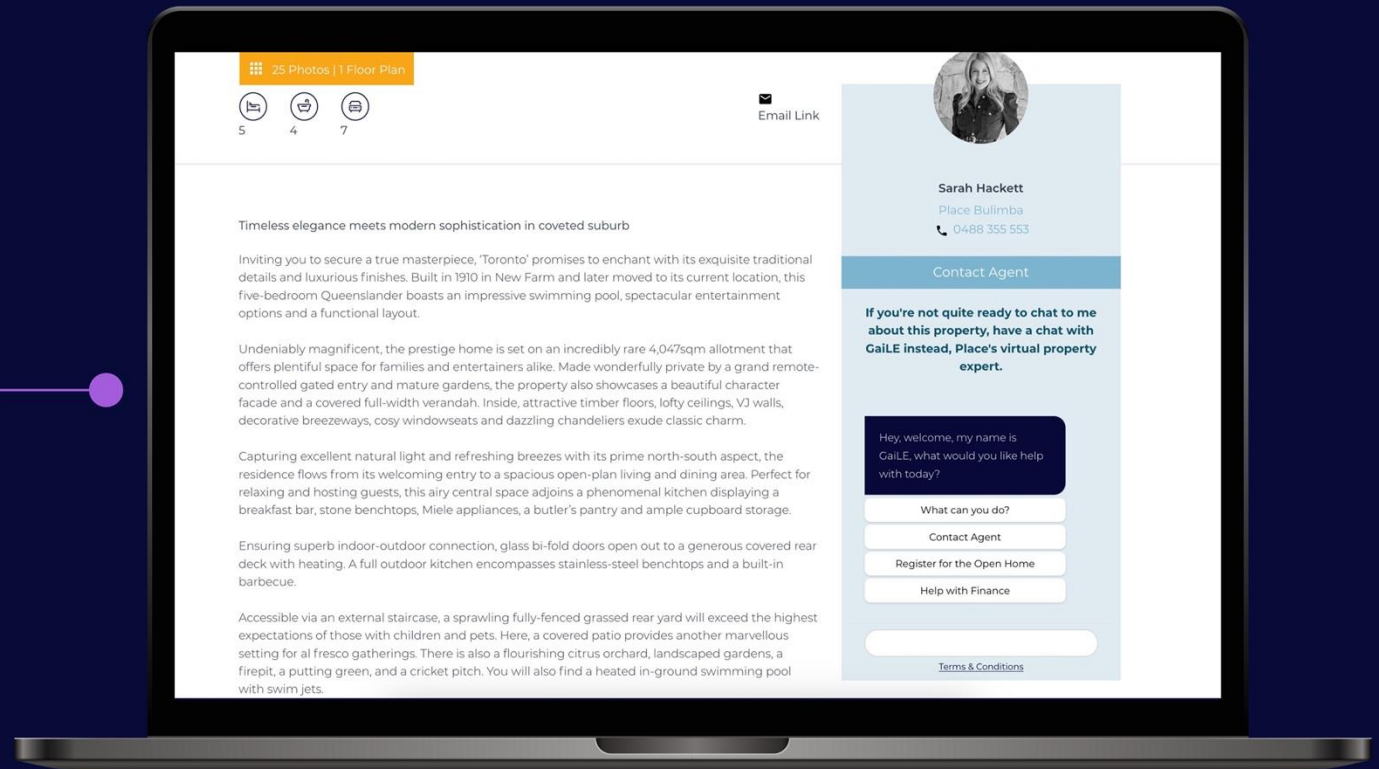 25 Photos | 1 Floor Plan
5 4 7
Email Link
Timeless elegance meets modern sophistication in coveted suburb
Inviting you to secure a true masterpiece, 'Toronto' promises to enchant with its exquisite traditional
details and luxurious finishes. Built in 1910 in New Farm and later moved to its current location, this
five-bedroom Queenslander boasts an impressive swimming pool, spectacular entertainment
options and a functional layout.
Undeniably magnificent, the prestige home is set on an incredibly rare 4,047sqm allotment that
offers plentiful space for families and entertainers alike. Made wonderfully private by a grand remote-
controlled gated entry and mature gardens, the property also showcases a beautiful character
facade and a covered full-width verandah. Inside, attractive timber floors, lofty ceilings, VJ walls,
decorative breezeways, cosy windowseats and dazzling chandeliers exude classic charm.
Capturing excellent natural light and refreshing breezes with its prime north-south aspect, the
residence flows from its welcoming entry to a spacious open-plan living and dining area. Perfect for
relaxing and hosting guests, this airy central space adjoins a phenomenal kitchen displaying a
breakfast bar, stone benchtops, Miele appliances, a butler's pantry and ample cupboard storage.
Ensuring superb indoor-outdoor connection, glass bi-fold doors open out to a generous covered rear
deck with heating. A full outdoor kitchen encompasses stainless-steel benchtops and a built-in
barbecue.
Accessible via an external staircase, a sprawling fully-fenced grassed rear yard will exceed the highest
expectations of those with children and pets. Here, a covered patio provides another marvellous
setting for al fresco gatherings. There is also a flourishing citrus orchard, landscaped gardens, a
firepit, a putting green, and a cricket pitch. You will also find a heated in-ground swimming pool
with swim jets.
Sarah Hackett
Place Bulimba
0488 355 553
Contact Agent
If you're not quite ready to chat to me
about this property, have a chat with
GaiLE instead, Place's virtual property
expert.
Hey, welcome, my name is
GaiLE, what would you like help
with today?
What can you do?
Contact Agent
Register for the Open Home
Help with Finance
Terms & Conditions